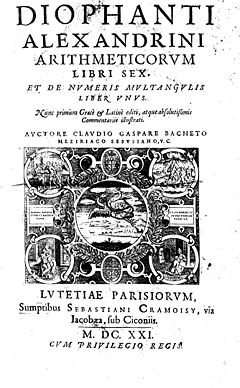 DIOPHANTI
ALEXANDRINI
ARITHMETICORVM
LIBRI SEX.
ET DE NVMERIS MVLTANGVLIS
LIBER VNVS.
Nunc primùm Græcè & Latinè editi, atque absolutissimis
Commentariis illustrati.
AVCTORE CLAVDIO GASPARE BACHETO
MEZIRIACO SEBVSIANO, V.C.
LVTETIAE PARISIORVM,
Sumptibus SEBASTIANI CRAMOISY, via
Iacobæa, sub Ciconiis.
M. DC. XXI.
CVM PRIVILEGIO REGIS